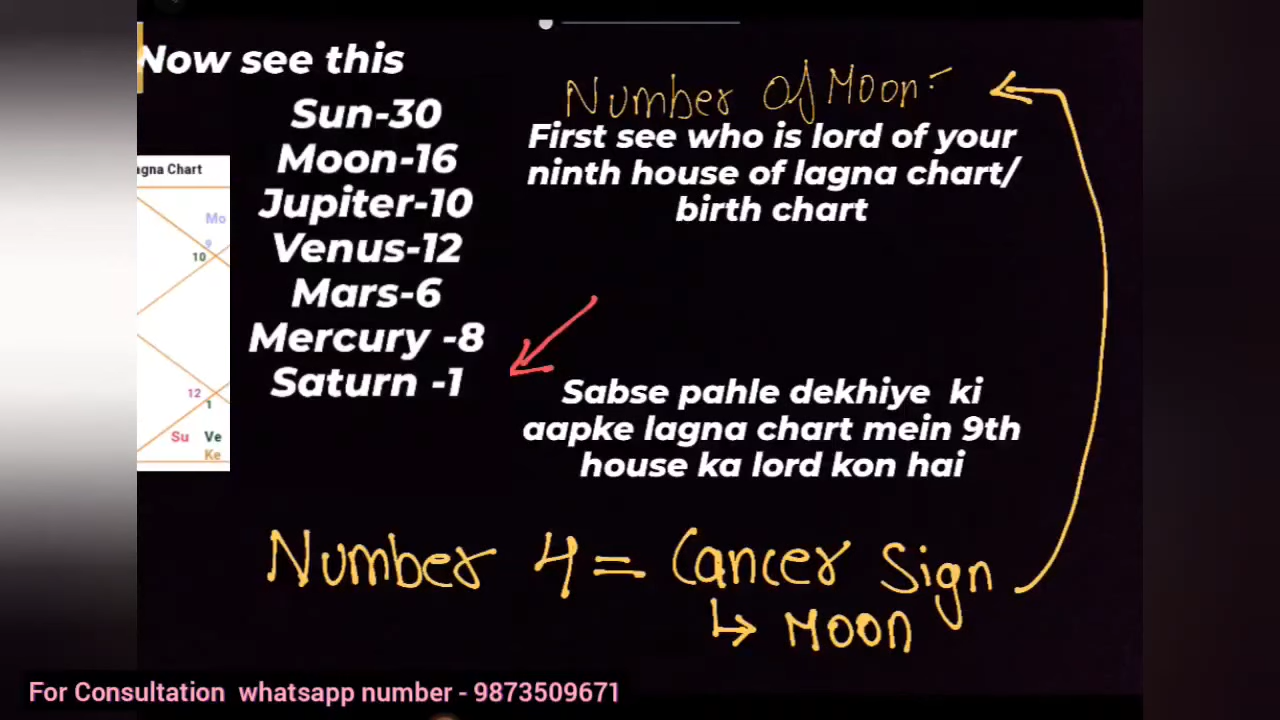 Now see this
Sun-30
Moon-16
Jupiter-10
Venus-12
Mars-6
Mercury -8
Saturn -1
Number Of Moon:-
First see who is lord of your
ninth house of lagna chart/
birth chart
Sabse pahle dekhiye ki
aapke lagna chart mein 9th
house ka lord kon hai
agna Chart
Mo
9
10
12
1
Su Ve
Ke
Number 4 = Cancer Sign
↳ Moon
For Consultation whatsapp number - 9873509671